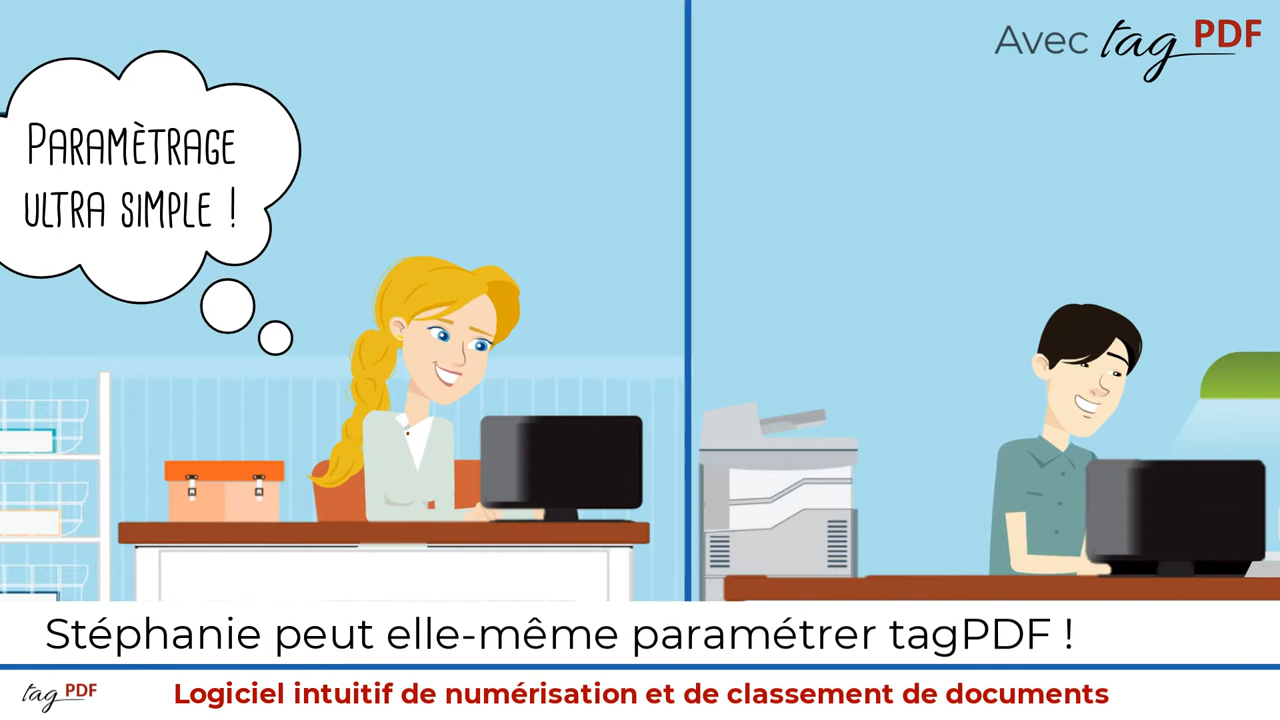 Avec tag PDF
PARAMÈTRAGE
ULTRA SIMPLE !
Stéphanie peut elle-même paramétrer tagPDF !
tag PDF
Logiciel intuitif de numérisation et de classement de documents